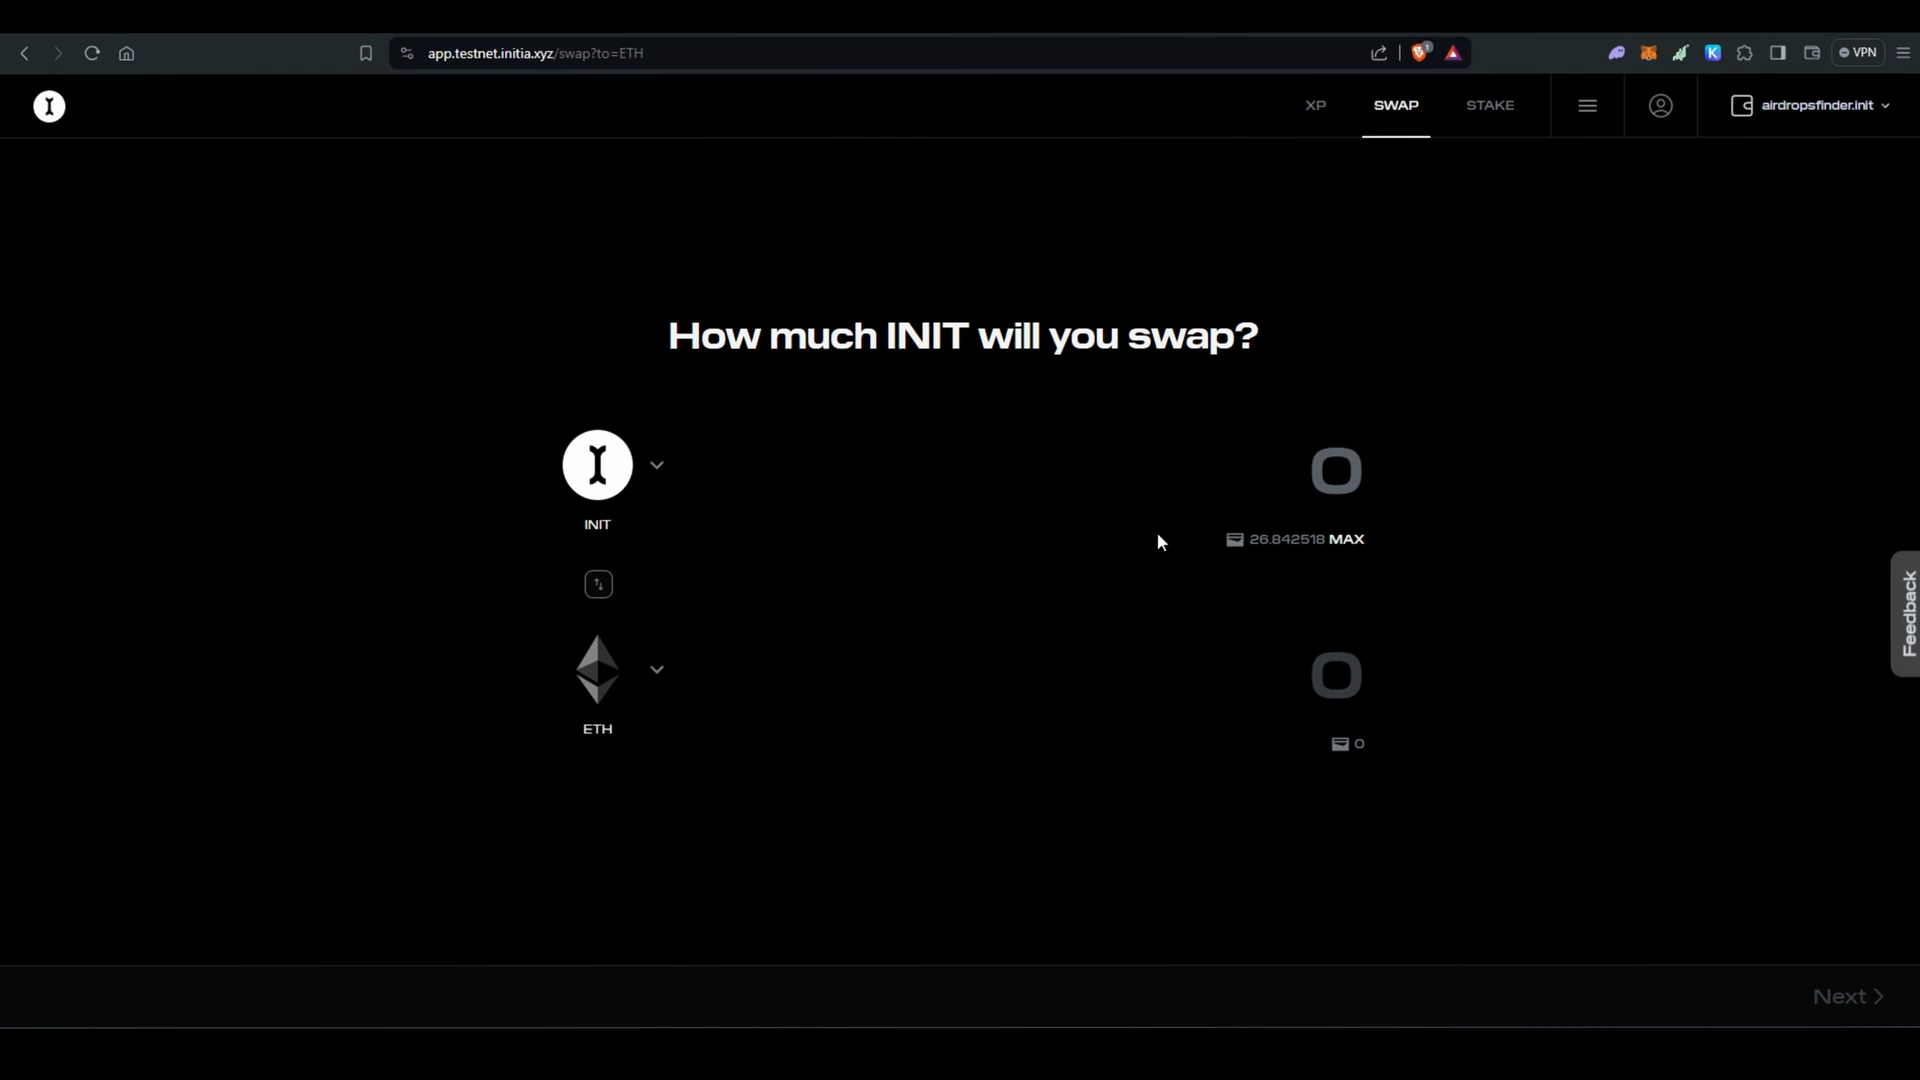 app.testnet.initia.xyz/swap?to=ETH
1
K
VPN
XP
SWAP
STAKE
airdropsfinder.init
How much INIT will you swap?
0
INIT
26.842518 MAX
0
ETH
0
Feedback
Next